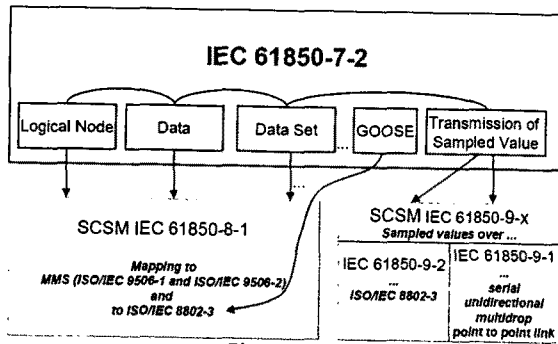 IEC 61850-7-2
Logical Node
Data
Data Set
...
GOOSE
Transmission of
Sampled Value
...
SCSM IEC 61850-8-1
Mapping to
MMS (ISO/IEC 9506-1 and ISO/IEC 9506-2)
and
to ISO/IEC 8802-3
SCSM IEC 61850-9-x
Sampled values over ...
IEC 61850-9-2
...
ISO/IEC 8802-3
IEC 61850-9-1
...
serial
unidirectional
multidrop
point to point link